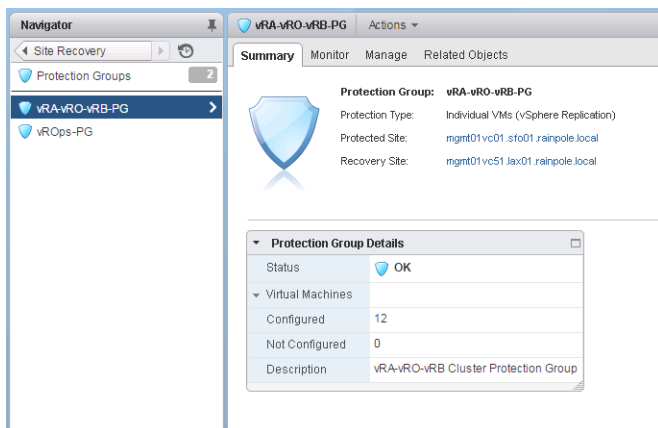 Navigator
Site Recovery
Protection Groups 2
vRA-vRO-vRB-PG
vROps-PG
vRA-vRO-vRB-PG Actions
Summary Monitor Manage Related Objects
Protection Group: vRA-vRO-vRB-PG
Protection Type: Individual VMs (vSphere Replication)
Protected Site: mgmt01vc01.sfo01.rainpole.local
Recovery Site: mgmt01vc51.lax01.rainpole.local
Protection Group Details
Status OK
Virtual Machines
Configured 12
Not Configured 0
Description vRA-vRO-vRB Cluster Protection Group